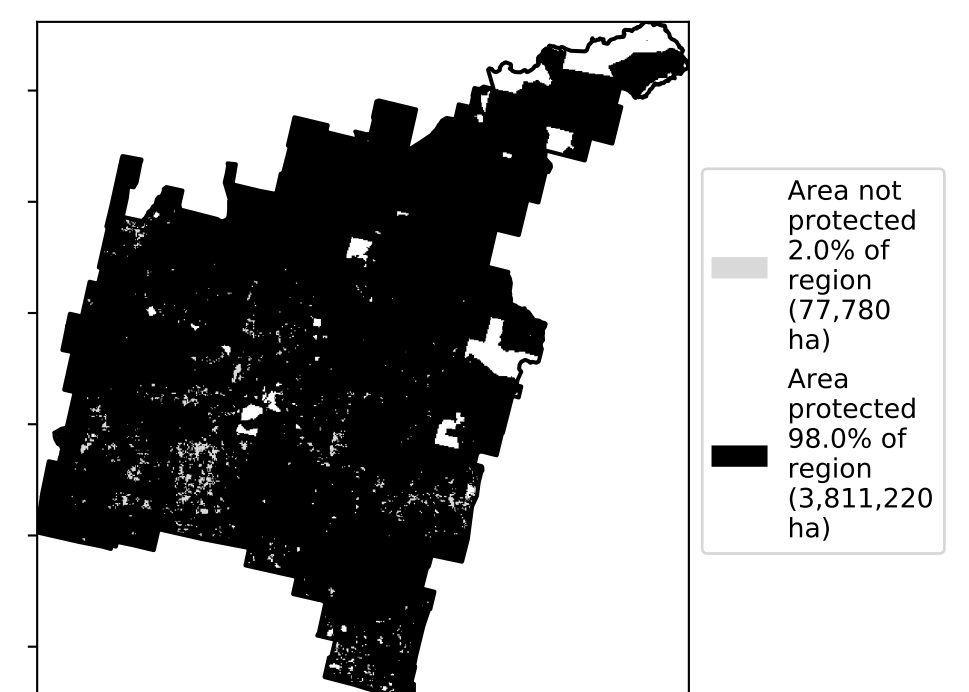 Area not
protected
2.0% of
region
(77,780
ha)
Area
protected
98.0% of
region
(3,811,220
ha)